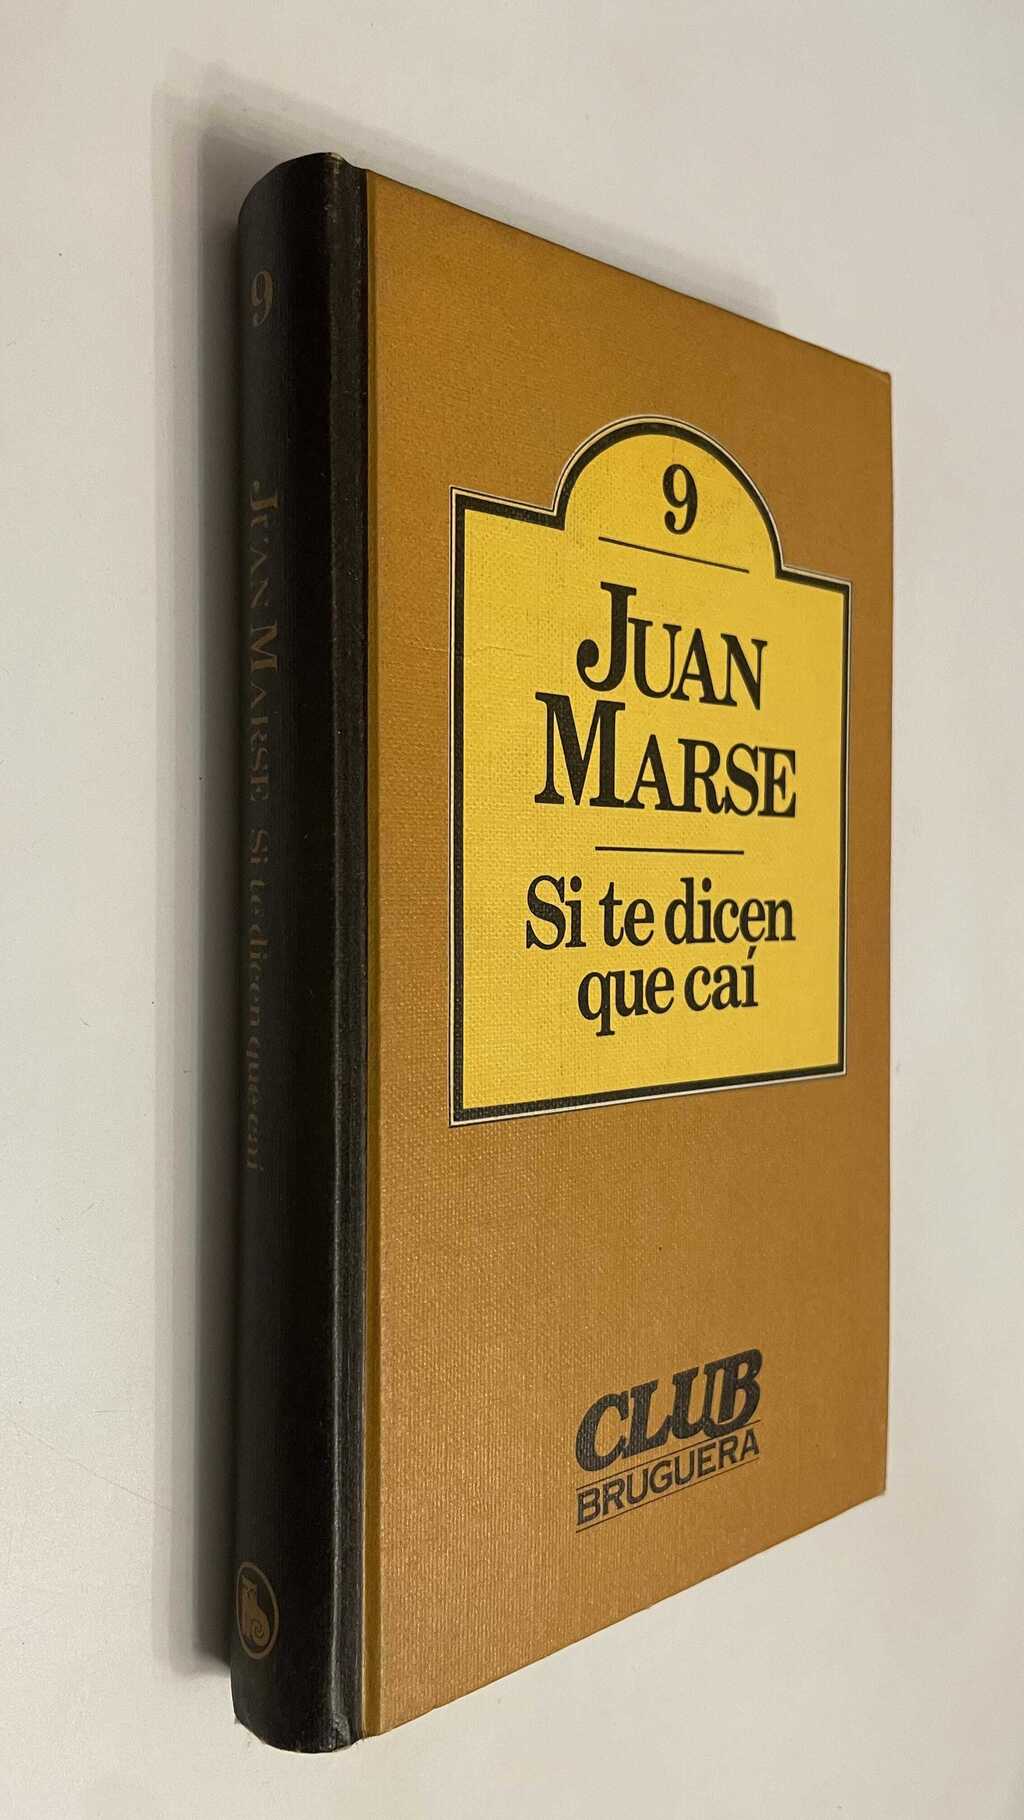 9
JUAN MARSE Si te dicen que caí
9
JUAN
MARSE
Si te dicen
que caí
CLUB
BRUGUERA